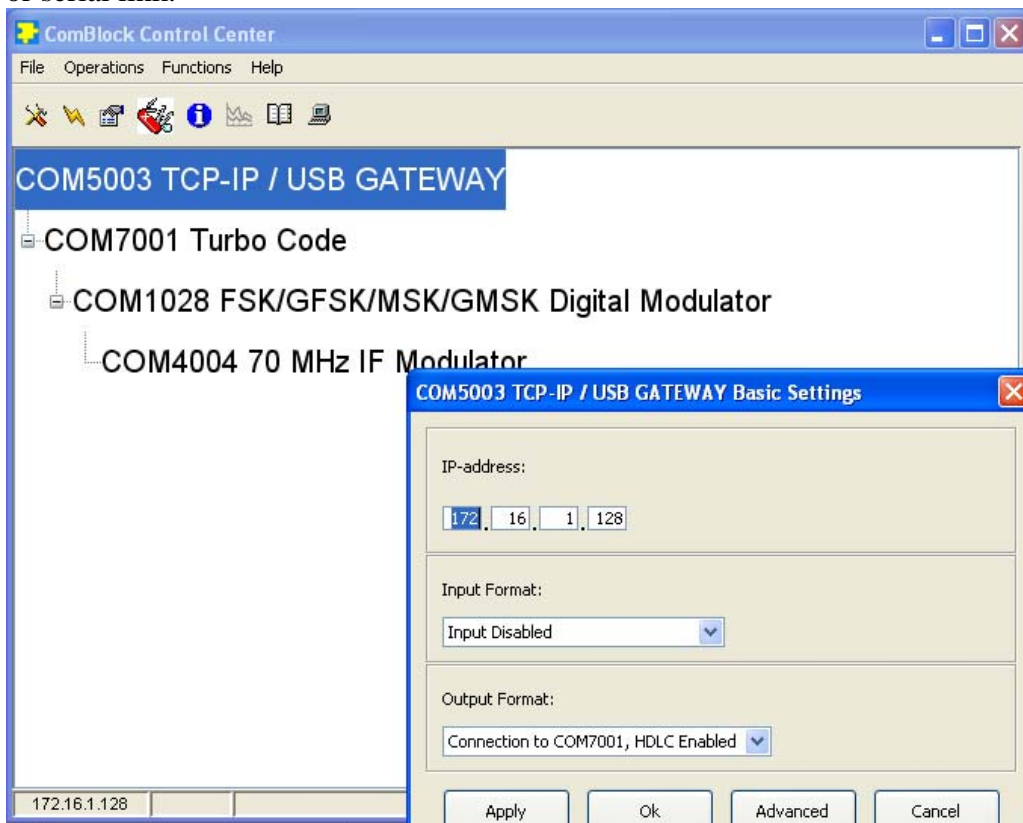 or serial link.
ComBlock Control Center
File Operations Functions Help
COM5003 TCP-IP / USB GATEWAY
COM7001 Turbo Code
COM1028 FSK/GFSK/MSK/GMSK Digital Modulator
COM4004 70 MHz IF Modulator
COM5003 TCP-IP / USB GATEWAY Basic Settings
IP-address:
172 . 16 . 1 . 128
Input Format:
Input Disabled
Output Format:
Connection to COM7001, HDLC Enabled
172.16.1.128
Apply Ok Advanced Cancel